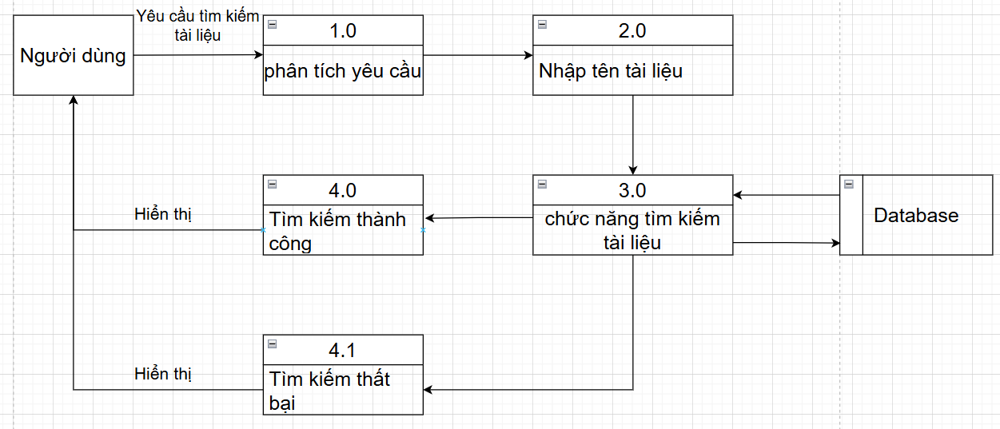 Yêu cầu tìm kiếm
tài liệu
Người dùng
1.0
phân tích yêu cầu
2.0
Nhập tên tài liệu
4.0
Tìm kiếm thành
công
3.0
chức năng tìm kiếm
tài liệu
Database
Hiển thị
4.1
Tìm kiếm thất
bại
Hiển thị